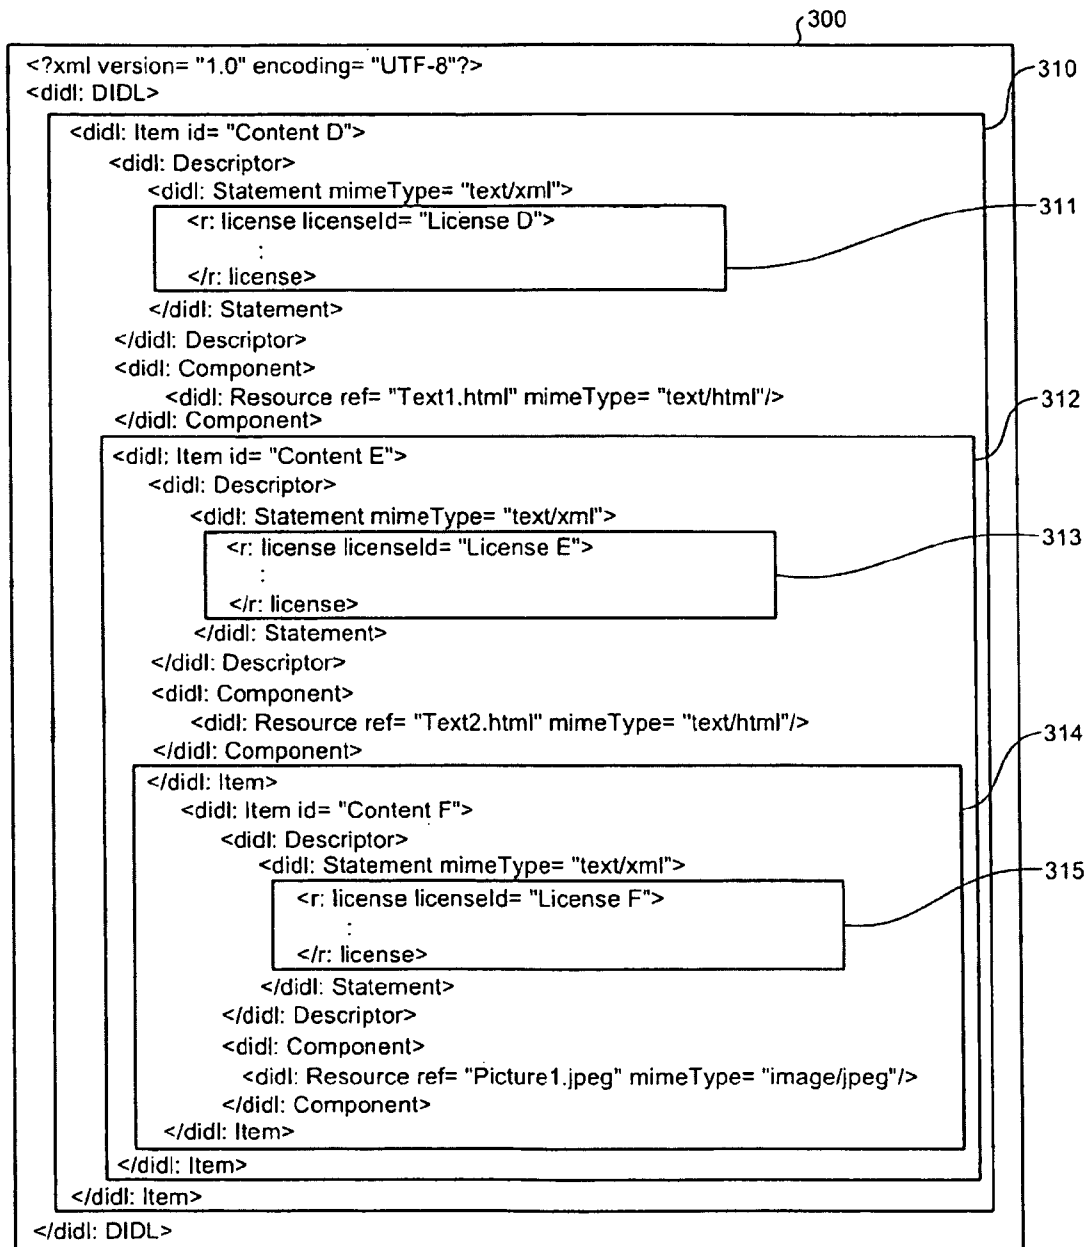 300
<?xml version= "1.0" encoding= "UTF-8"?>
310
<didl: DIDL>
<didl: Item id= "Content D">
<didl: Descriptor>
<didl: Statement mimeType= "text/xml">
<r: license licenseId= "License D">
311
:
</r: license>
</didl: Statement>
</didl: Descriptor>
<didl: Component>
<didl: Resource ref= "Text1.html" mimeType= "text/html"/>
312
</didl: Component>
<didl: Item id= "Content E">
<didl: Descriptor>
<didl: Statement mimeType= "text/xml">
<r: license licenseId= "License E">
313
:
</r: license>
</didl: Statement>
</didl: Descriptor>
<didl: Component>
<didl: Resource ref= "Text2.html" mimeType= "text/html"/>
314
</didl: Component>
</didl: Item>
<didl: Item id= "Content F">
<didl: Descriptor>
<didl: Statement mimeType= "text/xml">
315
<r: license licenseId= "License F">
:
</r: license>
</didl: Statement>
</didl: Descriptor>
<didl: Component>
<didl: Resource ref= "Picture1.jpeg" mimeType= "image/jpeg"/>
</didl: Component>
</didl: Item>
</didl: Item>
</didl: Item>
</didl: DIDL>